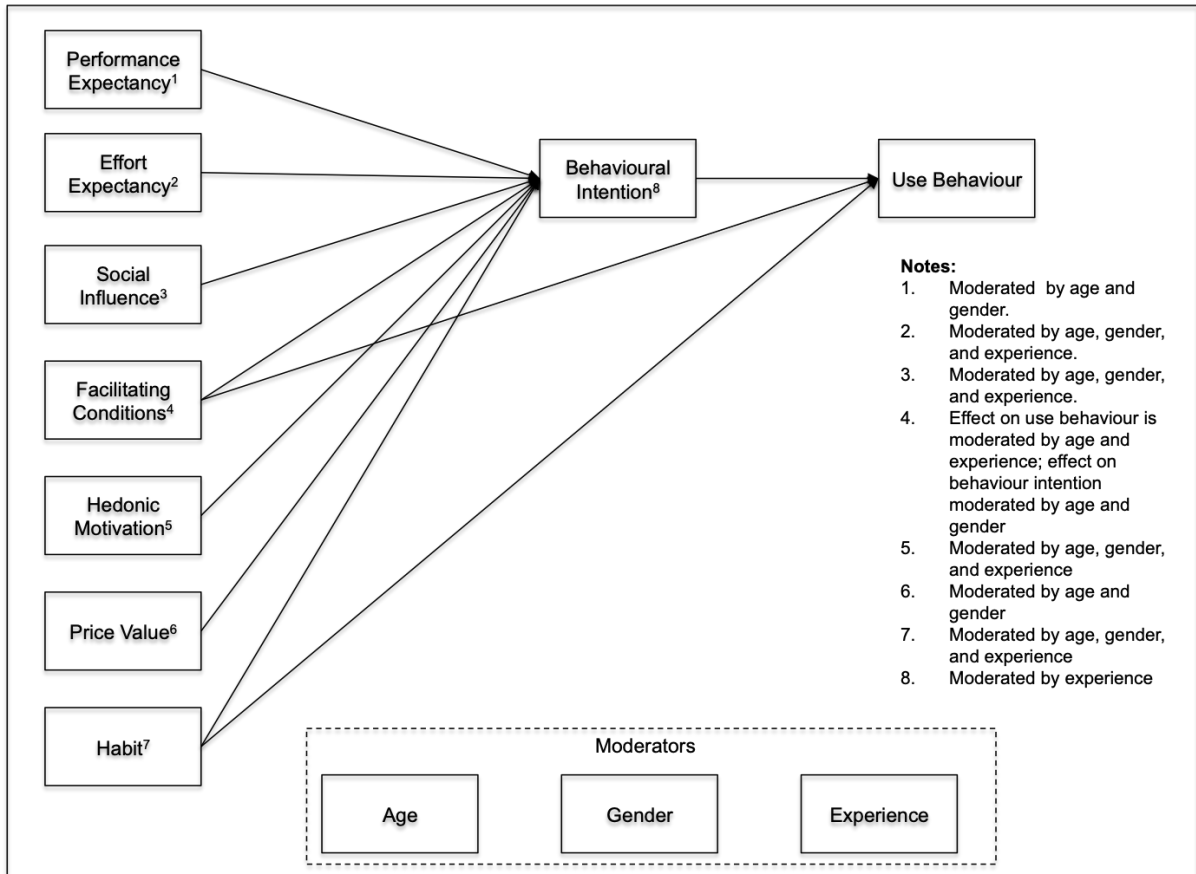 Performance
Expectancy¹
Effort
Expectancy²
Social
Influence³
Facilitating
Conditions⁴
Hedonic
Motivation⁵
Price Value⁶
Habit⁷
Behavioural
Intention⁸
Use Behaviour
Notes:
1. Moderated by age and
gender.
2. Moderated by age, gender,
and experience.
3. Moderated by age, gender,
and experience.
4. Effect on use behaviour is
moderated by age and
experience; effect on
behaviour intention
moderated by age and
gender
5. Moderated by age, gender,
and experience
6. Moderated by age and
gender
7. Moderated by age, gender,
and experience
8. Moderated by experience
Moderators
Age
Gender
Experience